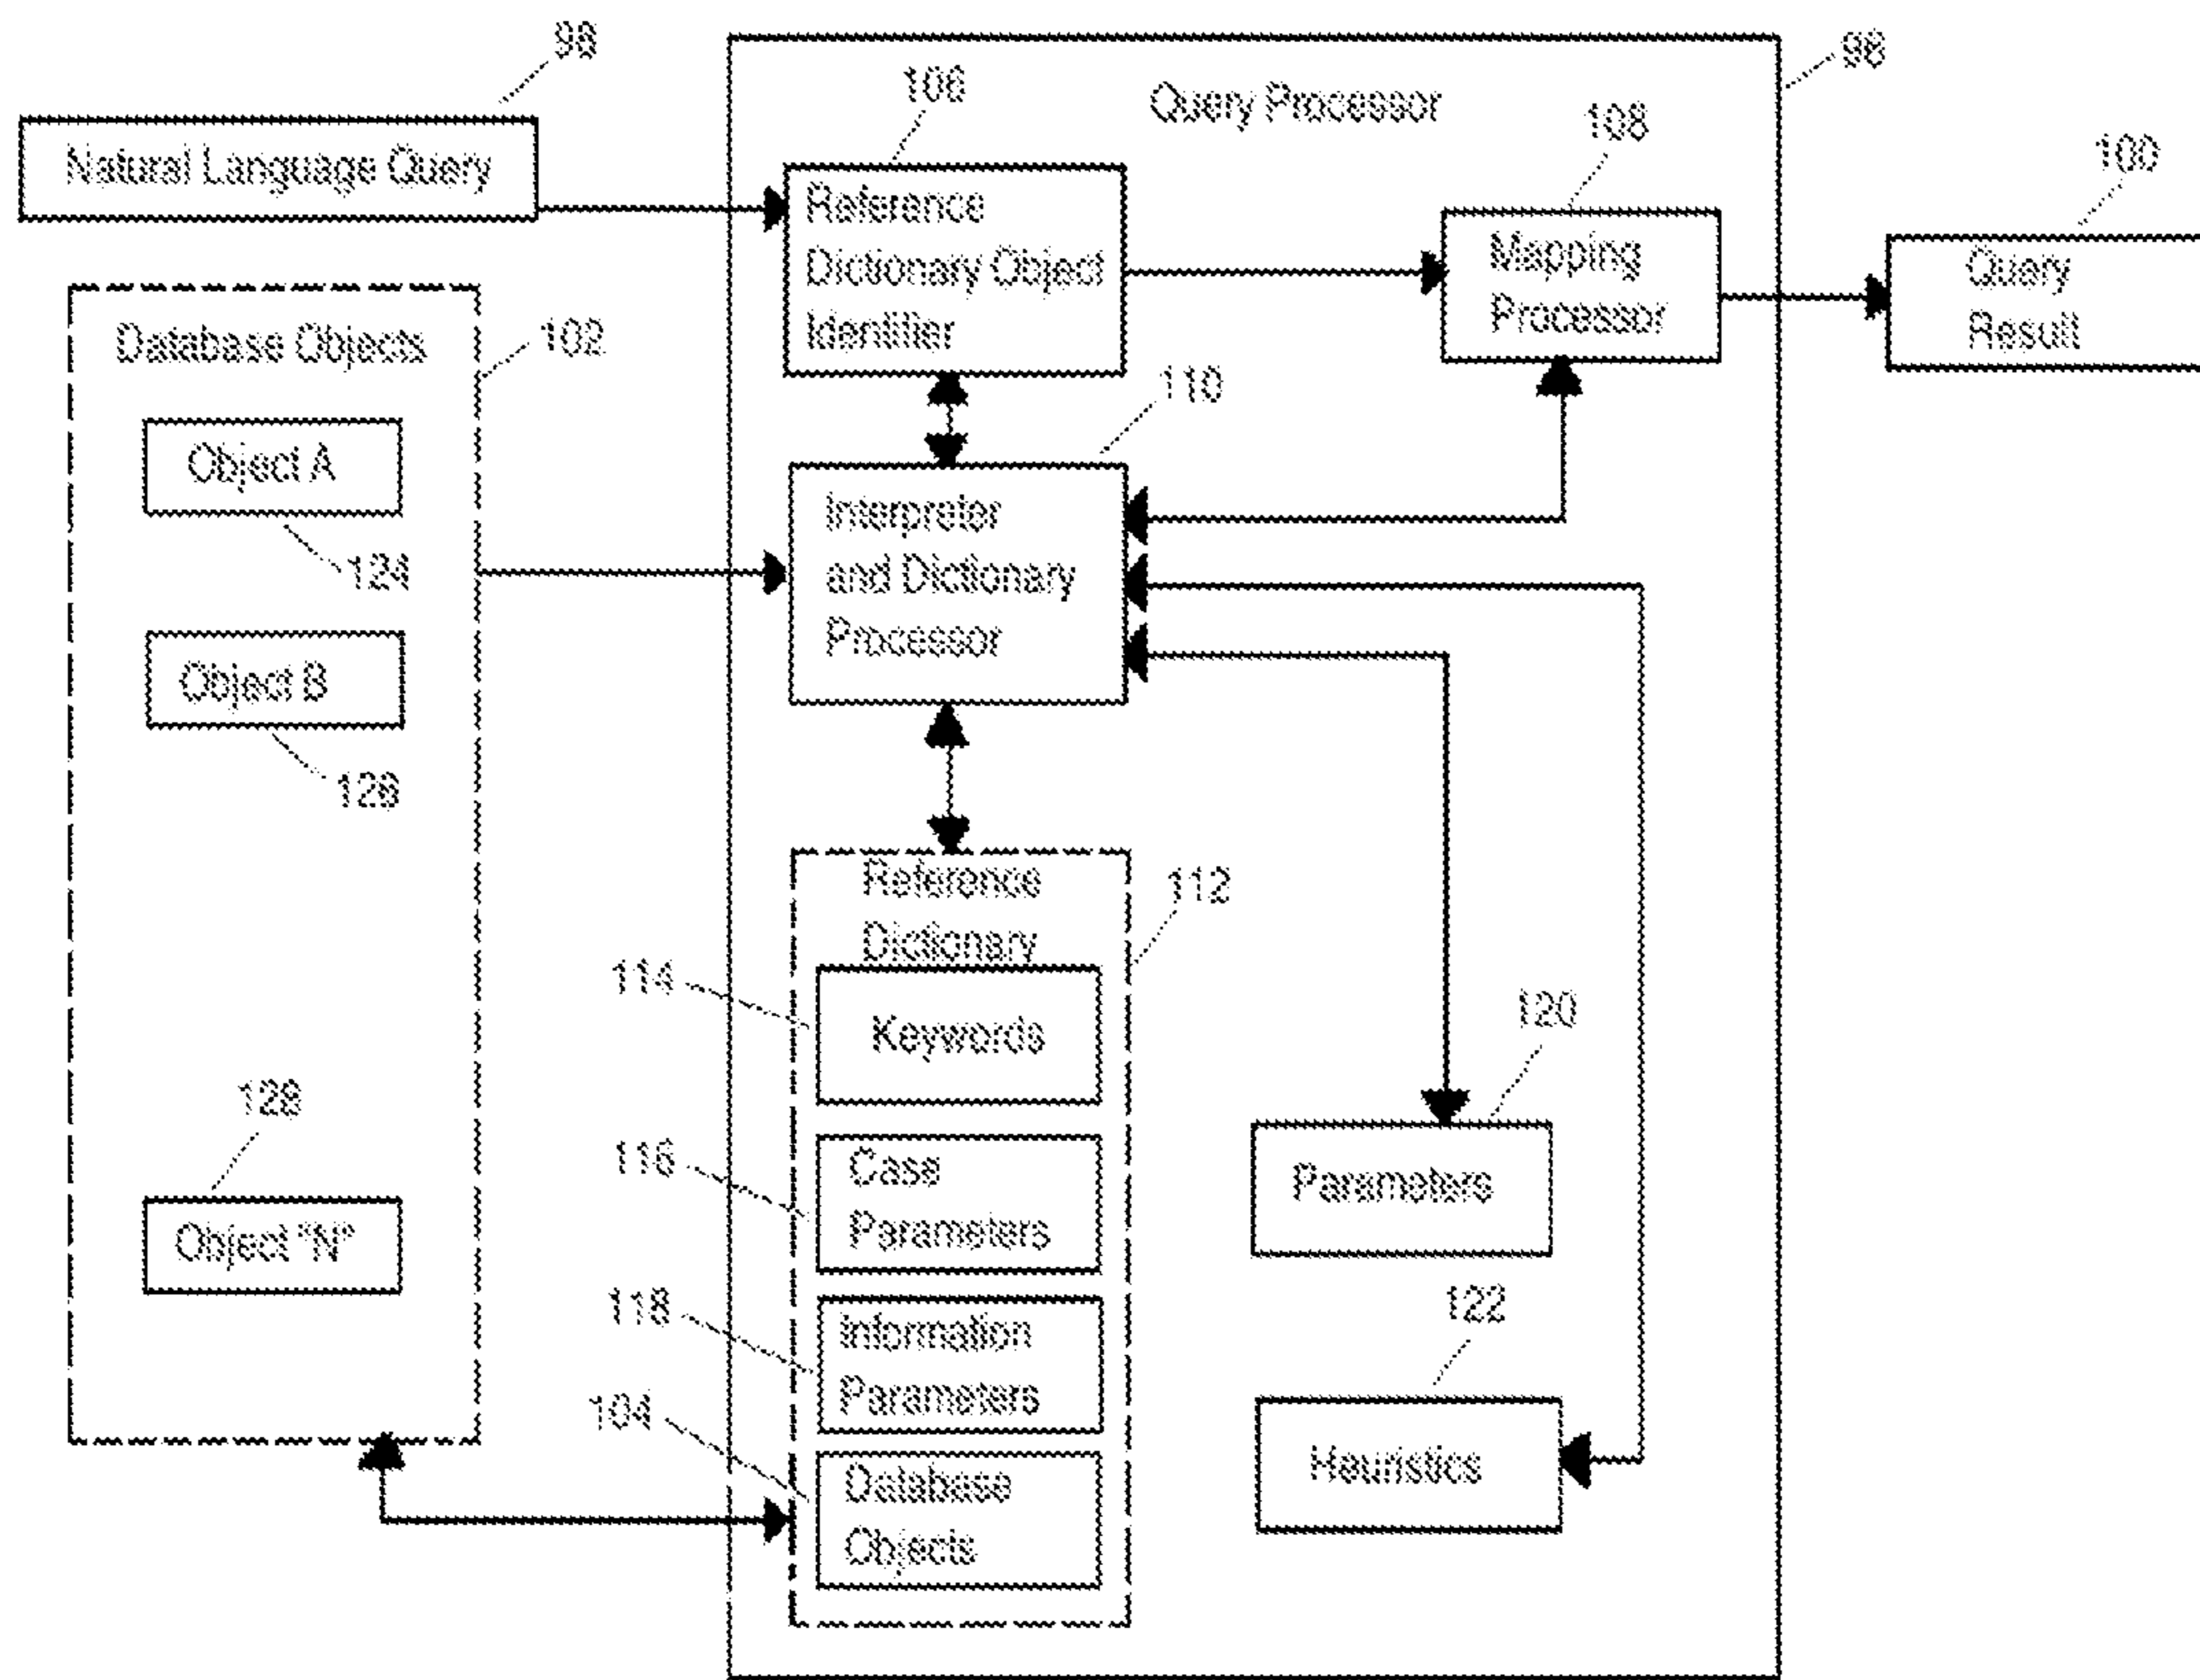 98
106
Query Processor
96
Natural Language Query
108
100
Reference
Dictionary Object
Identifier
Mapping
Processor
Query
Result
Database Objects
102
110
Object A
124
Interpreter
and Dictionary
Processor
Object B
126
Reference
Dictionary
112
114
Keywords
120
128
Object "N"
116
Case
Parameters
Parameters
118
Information
Parameters
122
104
Database
Objects
Heuristics